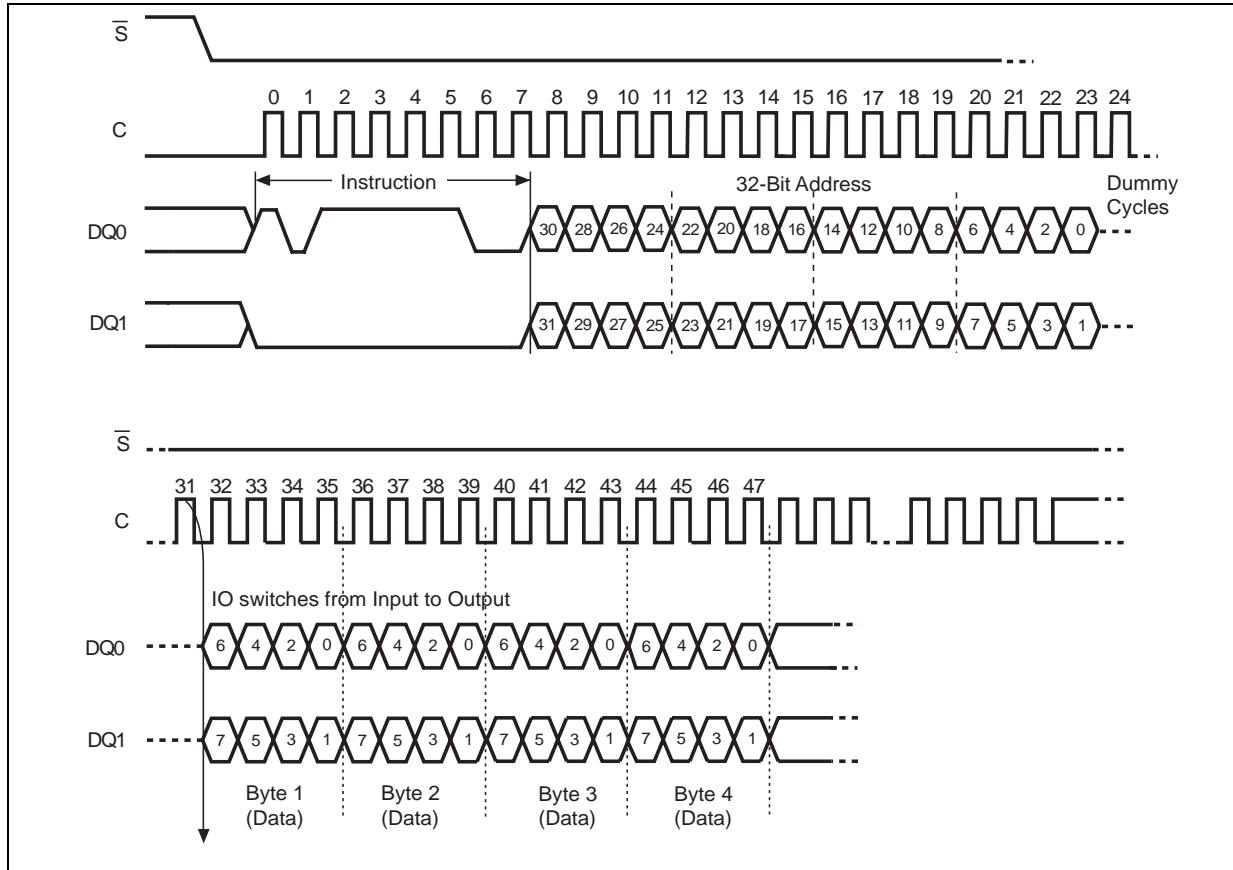 S
0 1 2 3 4 5 6 7 8 9 10 11 12 13 14 15 16 17 18 19 20 21 22 23 24
C
Instruction 32-Bit Address Dummy
Cycles
DQ0 30 28 26 24 22 20 18 16 14 12 10 8 6 4 2 0
DQ1 31 29 27 25 23 21 19 17 15 13 11 9 7 5 3 1
S
31 32 33 34 35 36 37 38 39 40 41 42 43 44 45 46 47
C
IO switches from Input to Output
DQ0 6 4 2 0 6 4 2 0 6 4 2 0 6 4 2 0
DQ1 7 5 3 1 7 5 3 1 7 5 3 1 7 5 3 1
Byte 1 Byte 2 Byte 3 Byte 4
(Data) (Data) (Data) (Data)